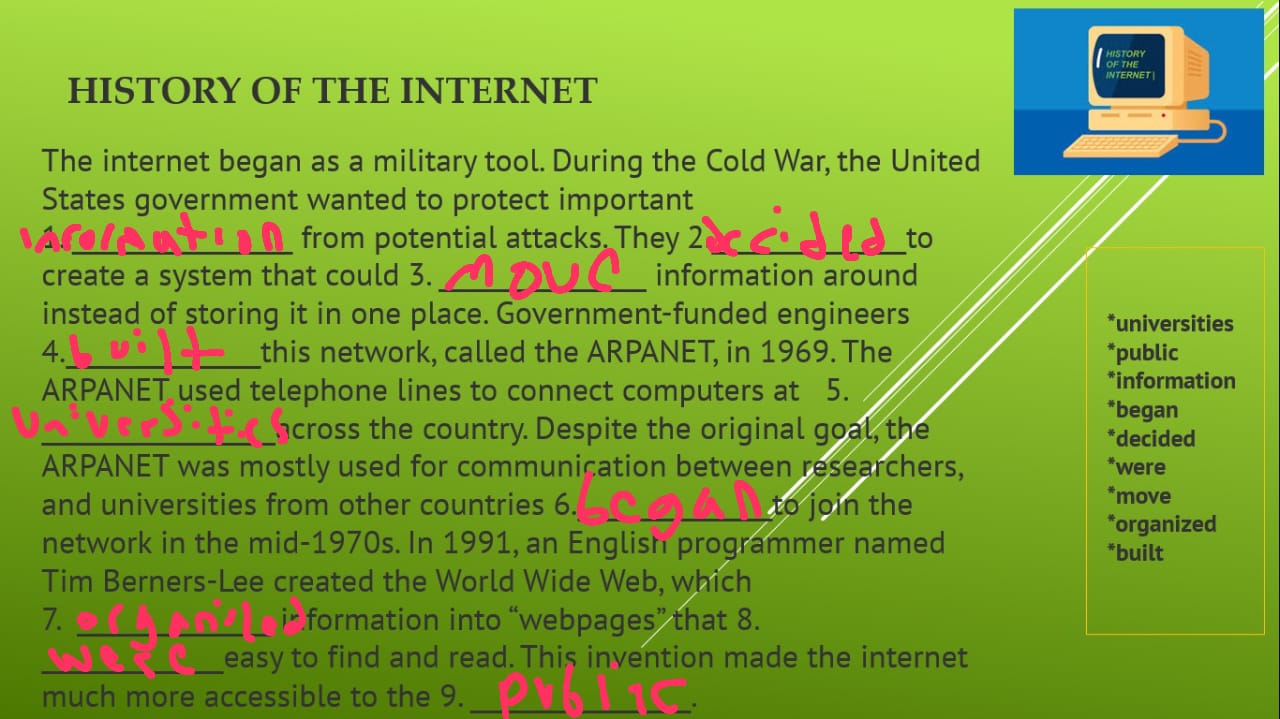 HISTORY OF THE INTERNET
HISTORY
OF THE
INTERNET|
The internet began as a military tool. During the Cold War, the United
States government wanted to protect important
1. information from potential attacks. They 2 decided to
create a system that could 3. move information around
instead of storing it in one place. Government-funded engineers
4. built this network, called the ARPANET, in 1969. The
ARPANET used telephone lines to connect computers at 5.
universities across the country. Despite the original goal, the
ARPANET was mostly used for communication between researchers,
and universities from other countries 6. began to join the
network in the mid-1970s. In 1991, an English programmer named
Tim Berners-Lee created the World Wide Web, which
7. organized information into “webpages” that 8.
were easy to find and read. This invention made the internet
much more accessible to the 9. public.
*universities
*public
*information
*began
*decided
*were
*move
*organized
*built